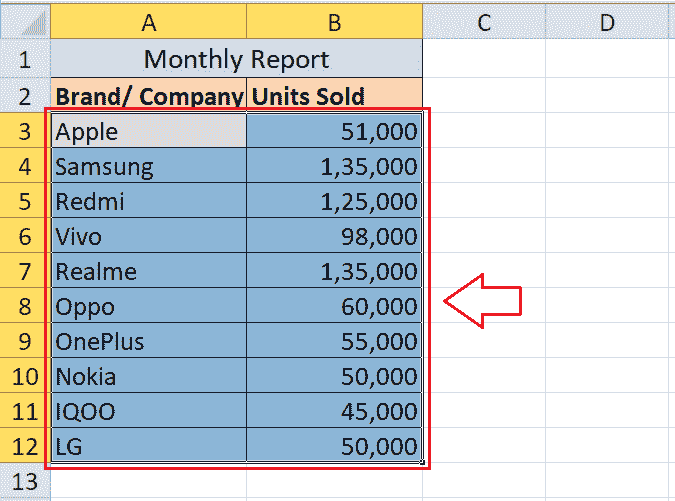 A B C D
1 Monthly Report
2 Brand/ Company Units Sold
3 Apple 51,000
4 Samsung 1,35,000
5 Redmi 1,25,000
6 Vivo 98,000
7 Realme 1,35,000
8 Oppo 60,000
9 OnePlus 55,000
10 Nokia 50,000
11 IQOO 45,000
12 LG 50,000
13